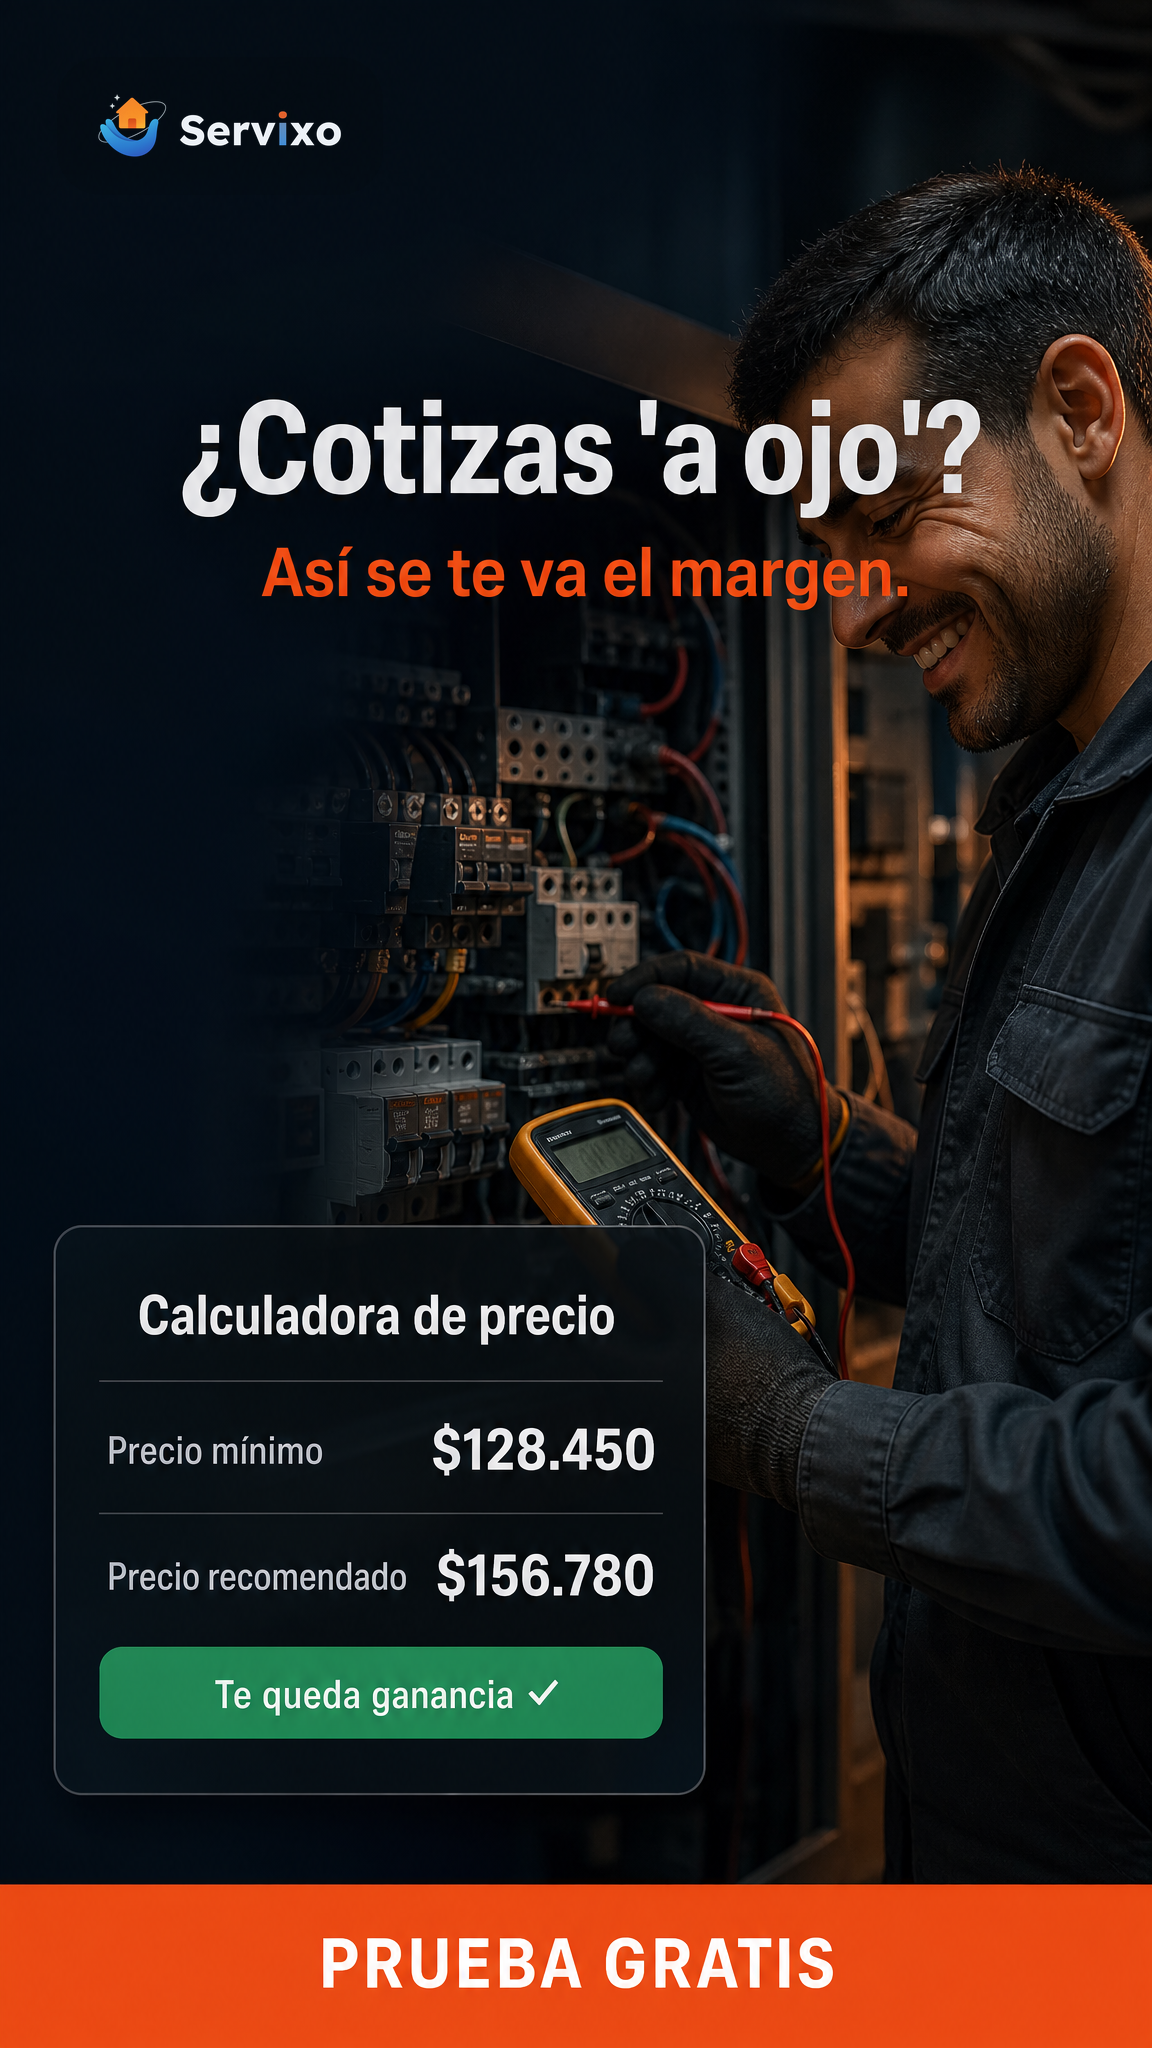 Servixo
¿Cotizas 'a ojo'?
Así se te va el margen.
Calculadora de precio
Precio mínimo $128.450
Precio recomendado $156.780
Te queda ganancia ✓
PRUEBA GRATIS